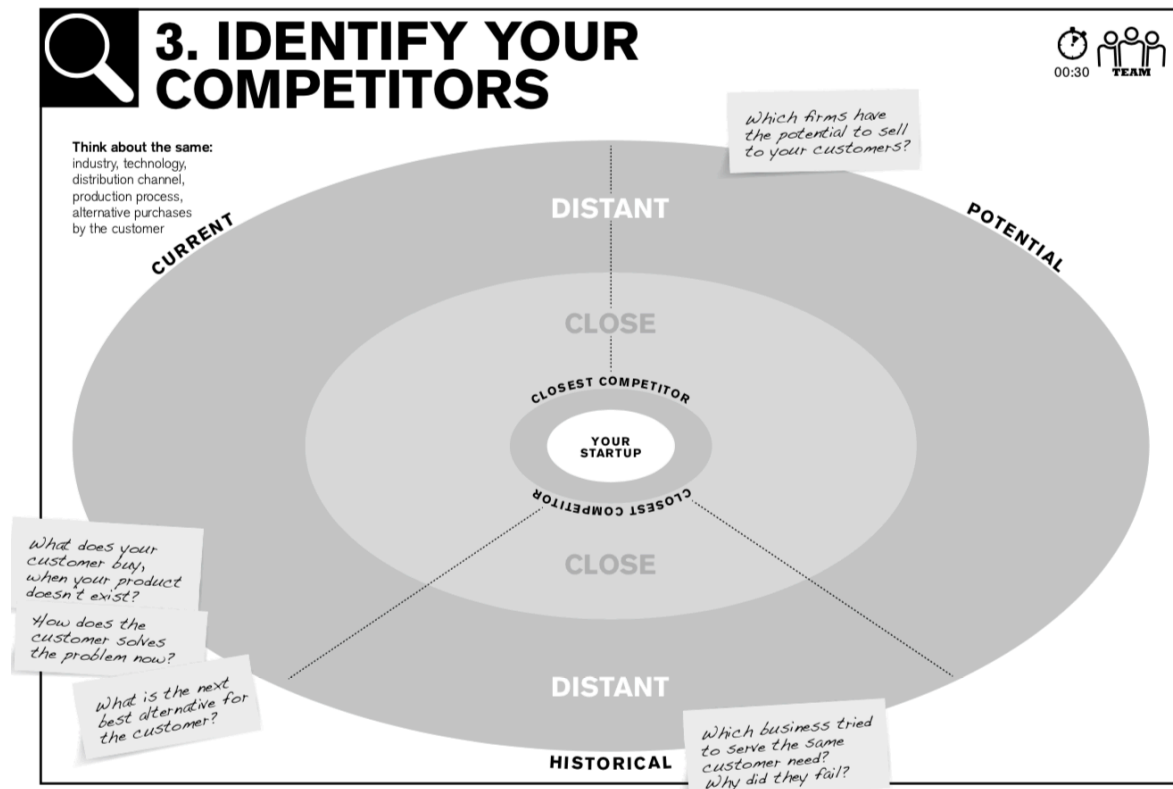 3. IDENTIFY YOUR
COMPETITORS
00:30
TEAM
Think about the same:
industry, technology,
distribution channel,
production process,
alternative purchases
by the customer
Which firms have
the potential to sell
to your customers?
CURRENT
POTENTIAL
DISTANT
CLOSE
CLOSEST COMPETITOR
YOUR
STARTUP
CLOSEST COMPETITOR
CLOSE
DISTANT
What does your
customer buy,
when your product
doesn't exist?
How does the
customer solves
the problem now?
What is the next
best alternative for
the customer?
HISTORICAL
Which business tried
to serve the same
customer need?
Why did they fail?